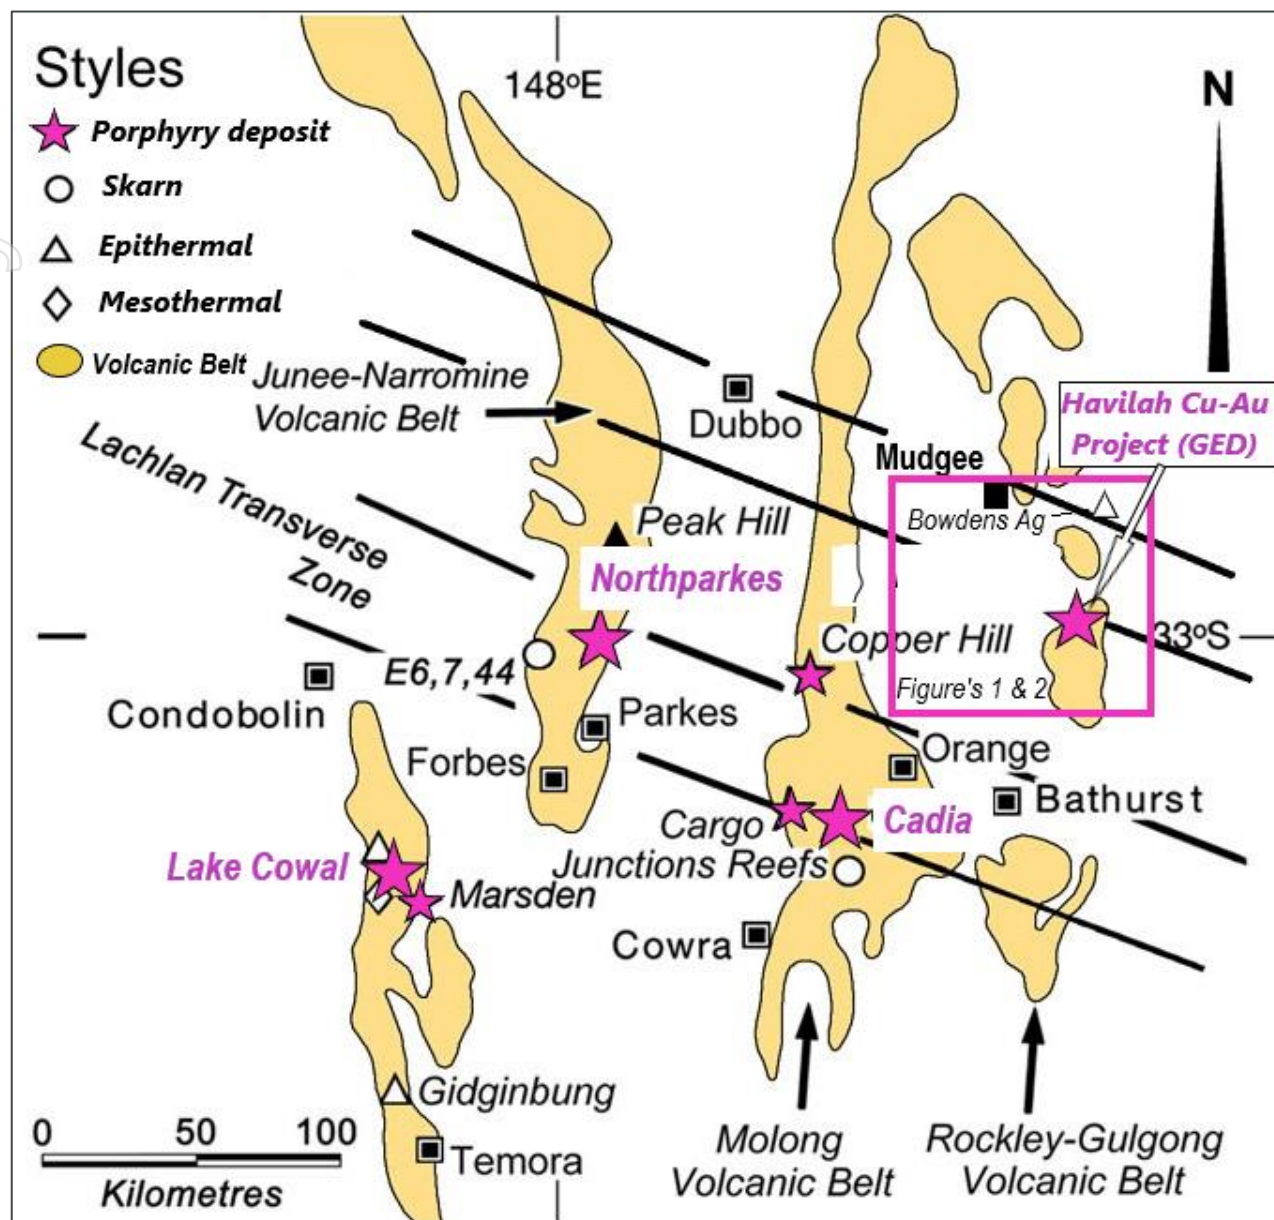 Styles
Porphyry deposit
Skarn
Epithermal
Mesothermal
Volcanic Belt
148ºE
N
Junee-Narromine
Volcanic Belt
Dubbo
Havilah Cu-Au
Project (GED)
Mudgee
Bowdens Ag
Lachlan Transverse
Zone
Peak Hill
Northparkes
33ºS
Copper Hill
E6,7,44
Figure's 1 & 2
Condobolin
Parkes
Forbes
Orange
Bathurst
Cargo
Cadia
Junctions Reefs
Lake Cowal
Marsden
Cowra
Gidginbung
Temora
0 50 100
Kilometres
Molong
Volcanic Belt
Rockley-Gulgong
Volcanic Belt